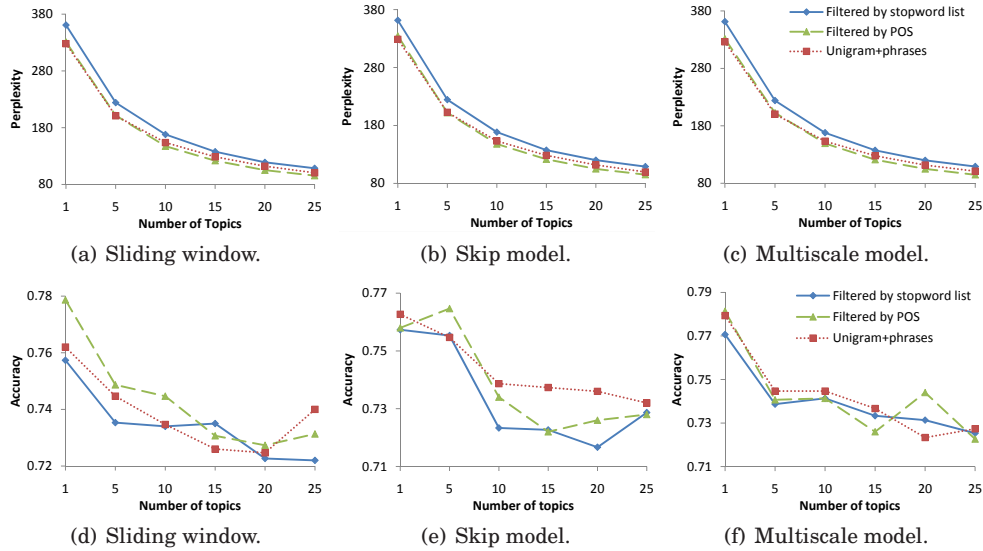 380
280
180
80
Perplexity
1 5 10 15 20 25
Number of Topics
(a) Sliding window.
380
280
180
80
Perplexity
1 5 10 15 20 25
Number of Topics
(b) Skip model.
380
280
180
80
Perplexity
Filtered by stopword list
Filtered by POS
Unigram+phrases
1 5 10 15 20 25
Number of Topics
(c) Multiscale model.
0.78
0.76
0.74
0.72
Accuracy
1 5 10 15 20 25
Number of topics
(d) Sliding window.
0.77
0.75
0.73
0.71
Accuracy
1 5 10 15 20 25
Number of topics
(e) Skip model.
0.79
0.77
0.75
0.73
0.71
Accuracy
Filtered by stopword list
Filtered by POS
Unigram+phrases
1 5 10 15 20 25
Number of topics
(f) Multiscale model.